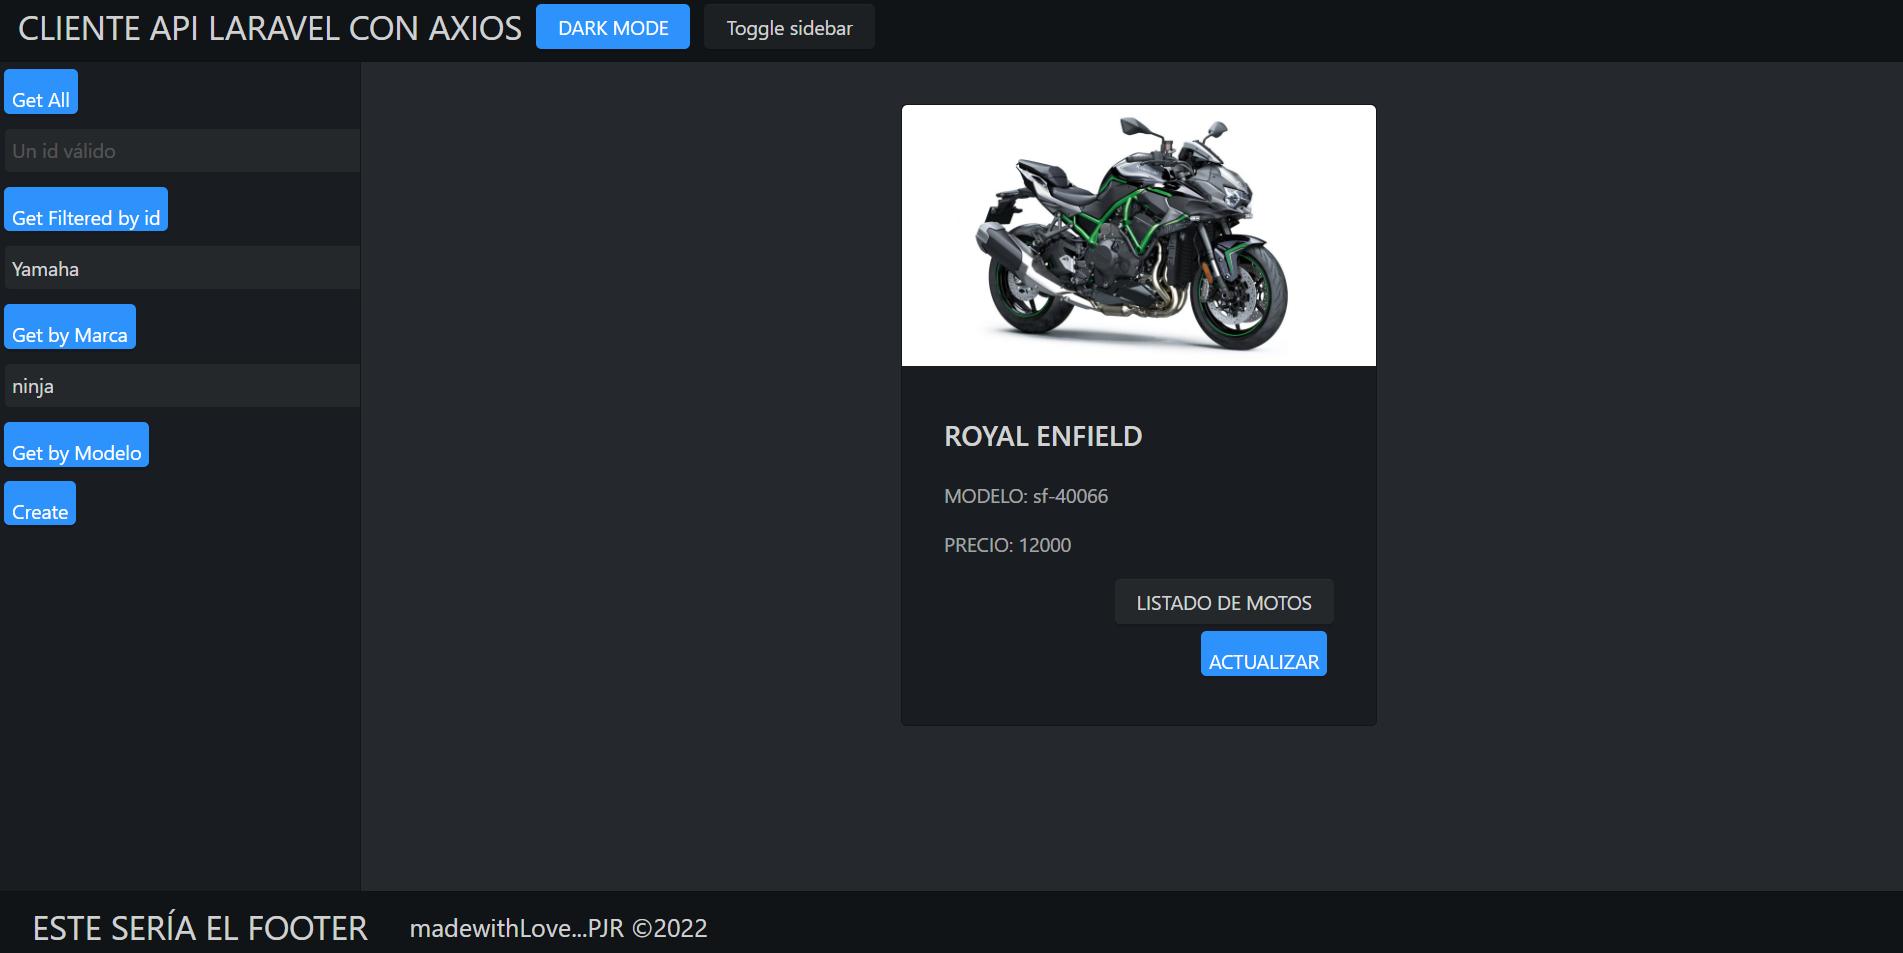 CLIENTE API LARAVEL CON AXIOS
DARK MODE
Toggle sidebar
Get All
Un id válido
Get Filtered by id
Yamaha
Get by Marca
ninja
Get by Modelo
Create
ROYAL ENFIELD
MODELO: sf-40066
PRECIO: 12000
LISTADO DE MOTOS
ACTUALIZAR
ESTE SERÍA EL FOOTER
madewithLove...PJR ©2022